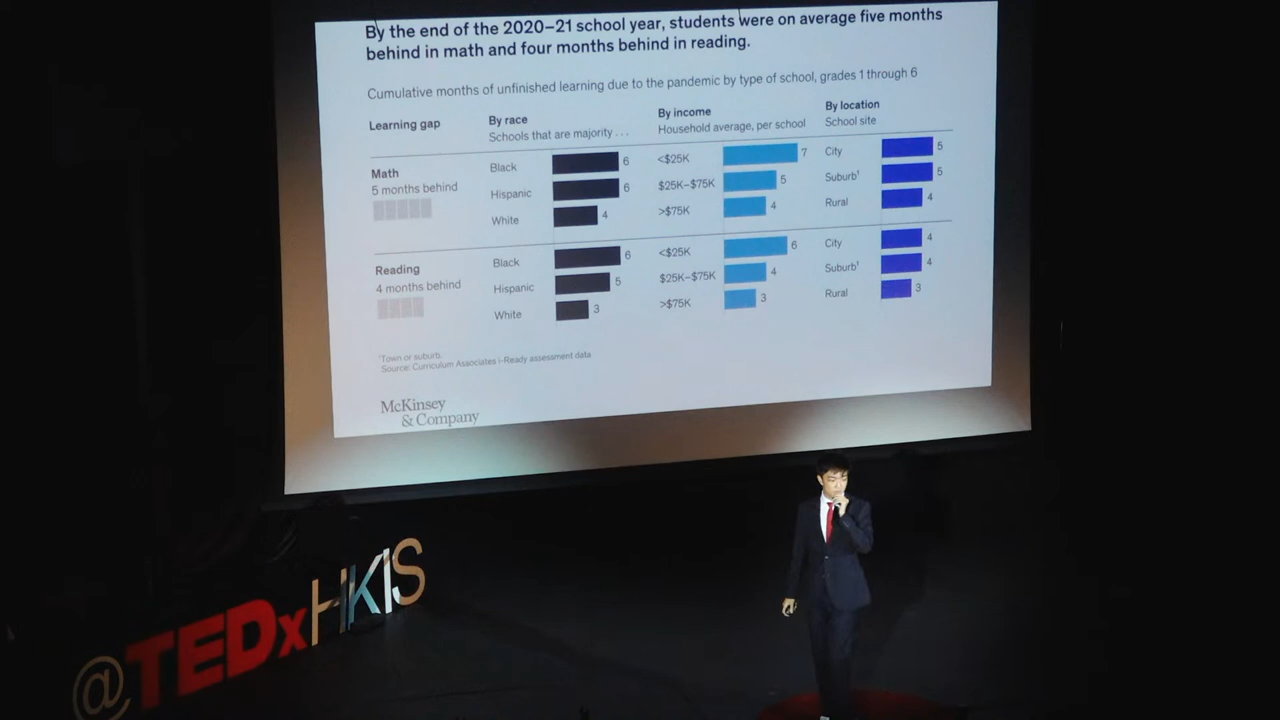 By the end of the 2020–21 school year, students were on average five months
behind in math and four months behind in reading.
Cumulative months of unfinished learning due to the pandemic by type of school, grades 1 through 6
Learning gap
By race
Schools that are majority . . .
By income
Household average, per school
By location
School site
Math
5 months behind
Black 6
Hispanic 6
White 4
<$25K 7
$25K–$75K 5
>$75K 4
City 5
Suburb¹ 5
Rural 4
Reading
4 months behind
Black 6
Hispanic 5
White 3
<$25K 6
$25K–$75K 4
>$75K 3
City 4
Suburb¹ 4
Rural 3
¹Town or suburb.
Source: Curriculum Associates i-Ready assessment data
McKinsey
& Company
@TEDxHKIS